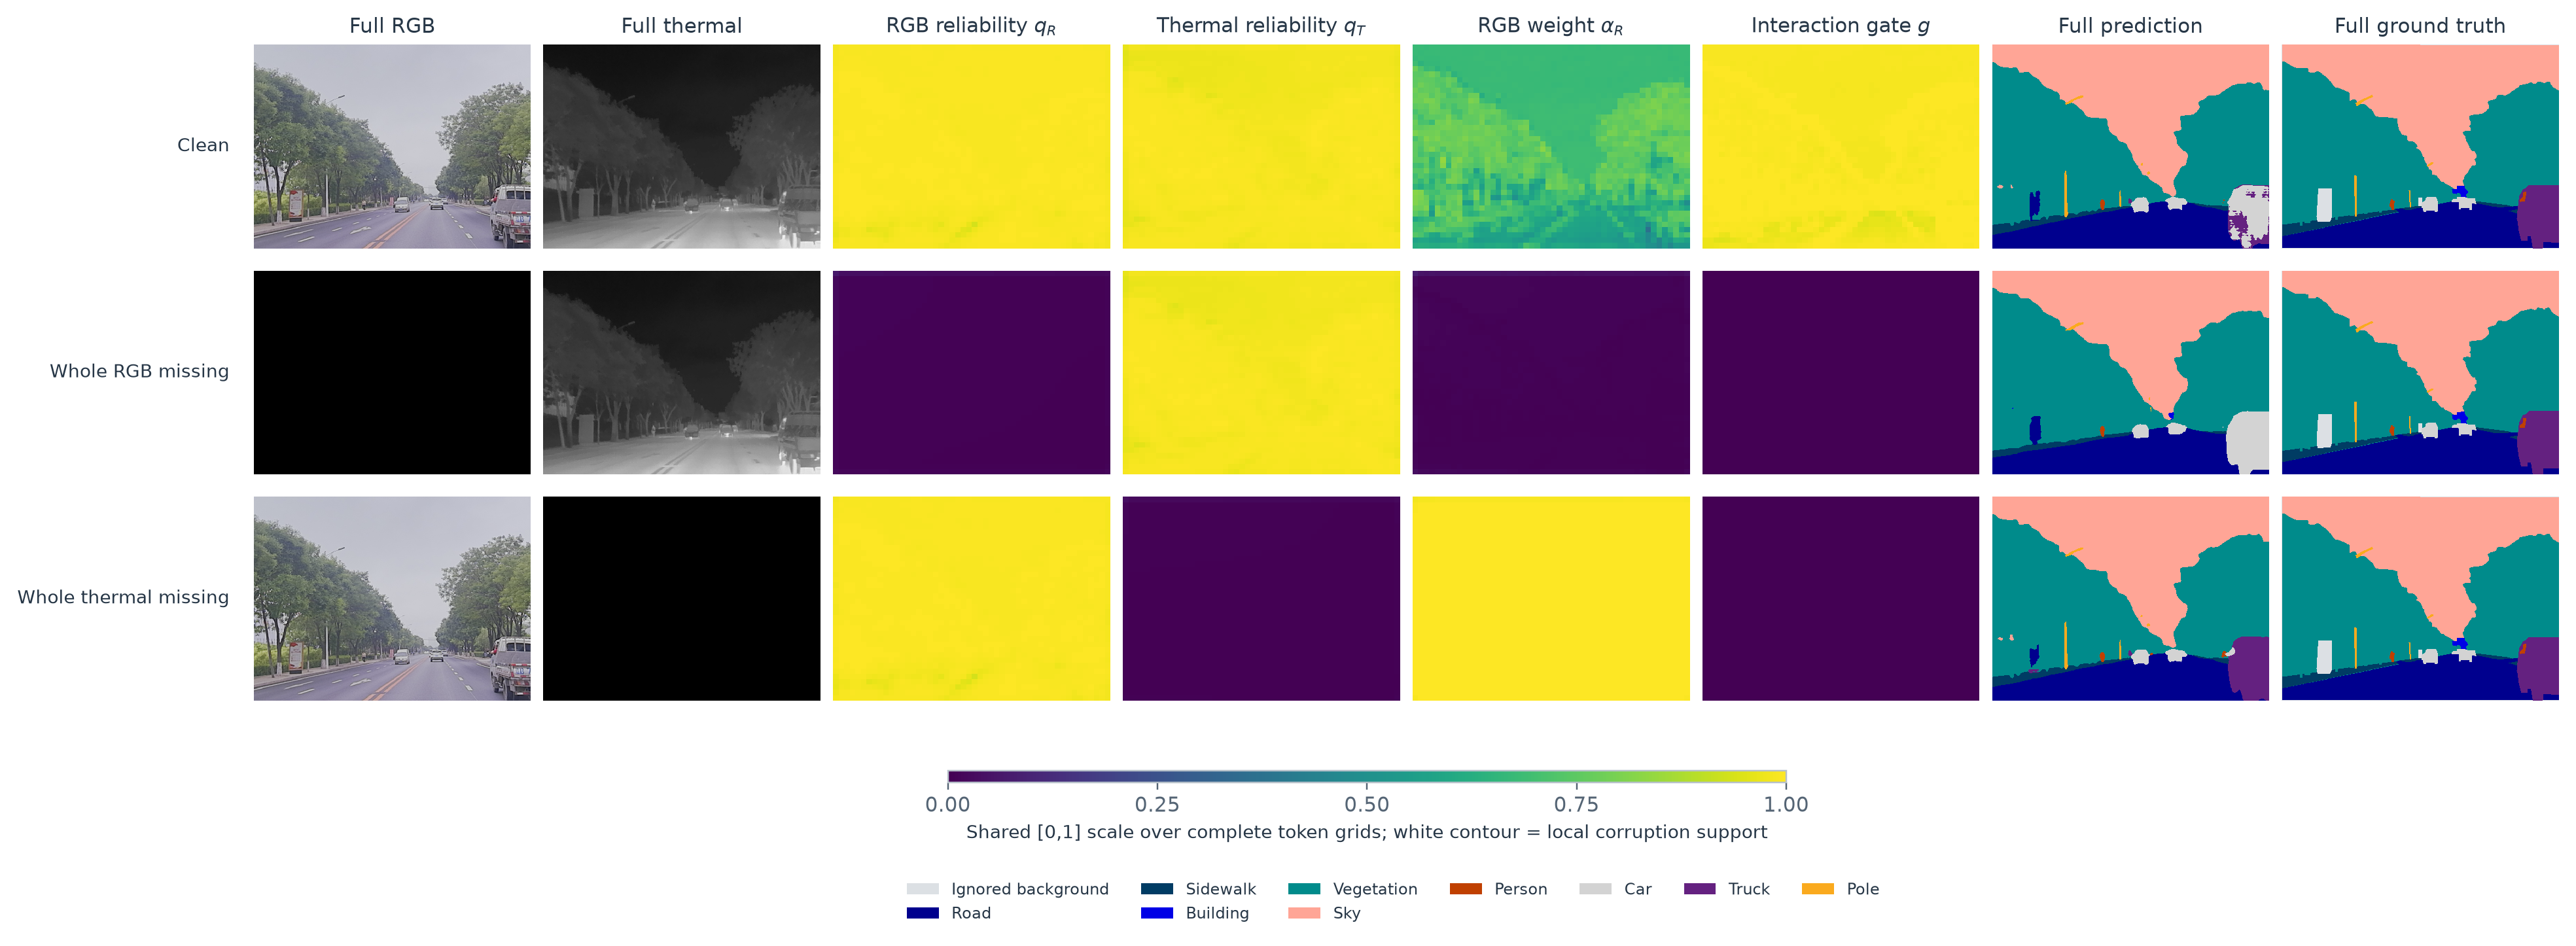 Full RGB
Full thermal
RGB reliability q_R
Thermal reliability q_T
RGB weight α_R
Interaction gate g
Full prediction
Full ground truth
Clean
Whole RGB missing
Whole thermal missing
0.00 0.25 0.50 0.75 1.00
Shared [0,1] scale over complete token grids; white contour = local corruption support
Ignored background Sidewalk Vegetation Person Car Truck Pole
Road Building Sky